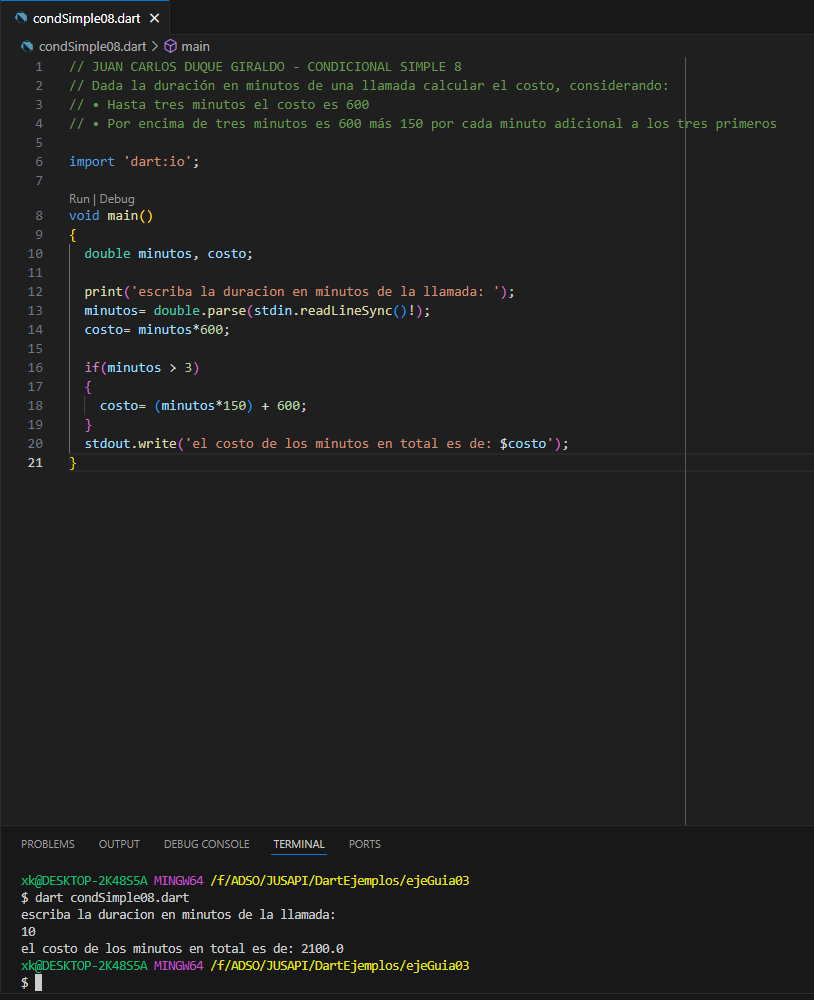 condSimple08.dart
condSimple08.dart > main
1 // JUAN CARLOS DUQUE GIRALDO - CONDICIONAL SIMPLE 8
2 // Dada la duración en minutos de una llamada calcular el costo, considerando:
3 // • Hasta tres minutos el costo es 600
4 // • Por encima de tres minutos es 600 más 150 por cada minuto adicional a los tres primeros
5
6 import 'dart:io';
7
Run | Debug
8 void main()
9 {
10   double minutos, costo;
11
12   print('escriba la duracion en minutos de la llamada: ');
13   minutos= double.parse(stdin.readLineSync()!);
14   costo= minutos*600;
15
16   if(minutos > 3)
17   {
18     costo= (minutos*150) + 600;
19   }
20   stdout.write('el costo de los minutos en total es de: $costo');
21 }
PROBLEMS OUTPUT DEBUG CONSOLE TERMINAL PORTS
xk@DESKTOP-2K48S5A MINGW64 /f/ADSO/JUSAPI/DartEjemplos/ejeGuia03
$ dart condSimple08.dart
escriba la duracion en minutos de la llamada:
10
el costo de los minutos en total es de: 2100.0
xk@DESKTOP-2K48S5A MINGW64 /f/ADSO/JUSAPI/DartEjemplos/ejeGuia03
$